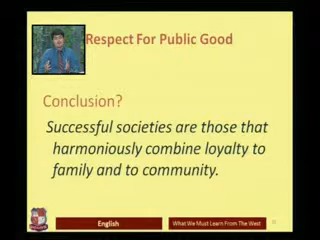 Respect For Public Good
Conclusion?
Successful societies are those that
harmoniously combine loyalty to
family and to community.
English
What We Must Learn From The West